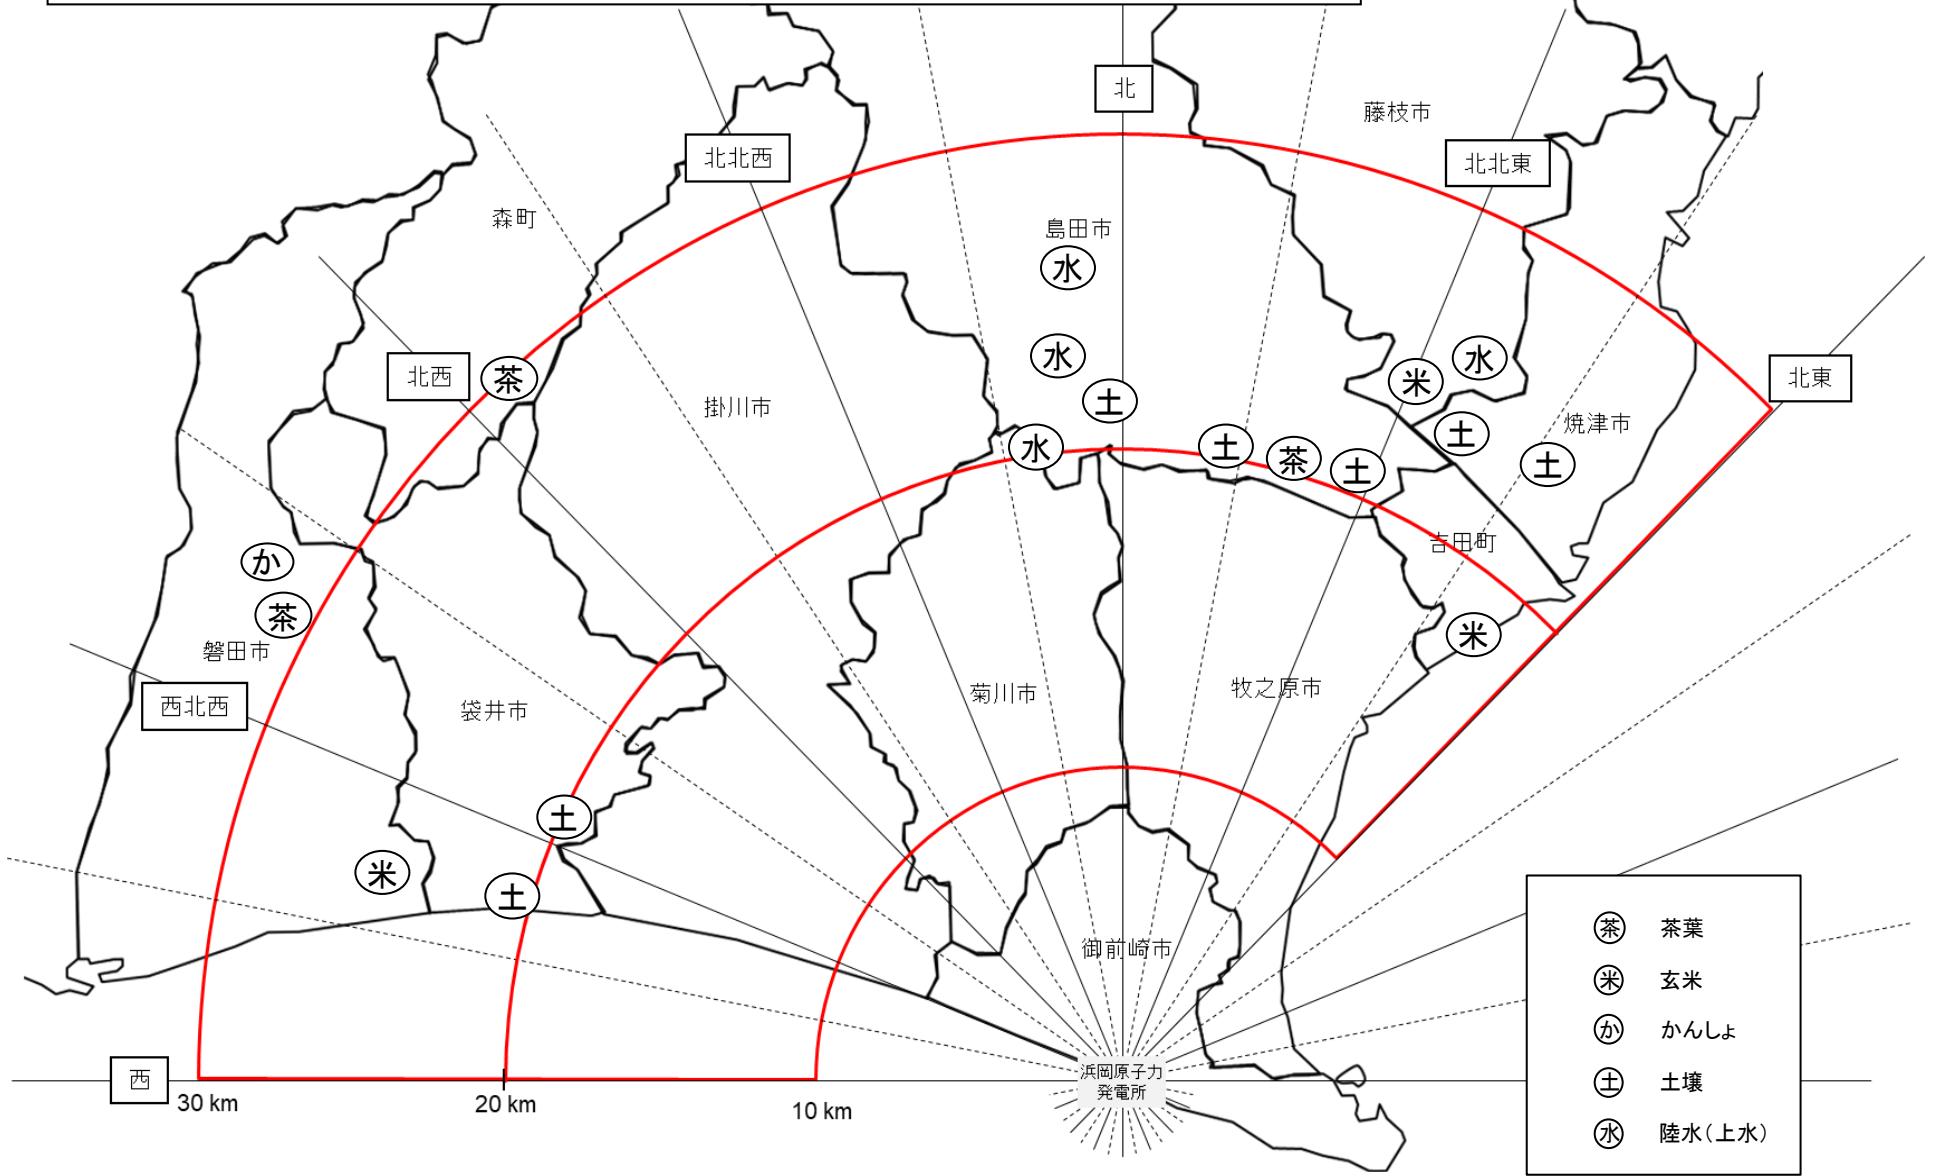 北
藤枝市
北北西
北北東
森町
島田市
水
水
北西
茶
北東
米
水
土
掛川市
焼津市
水
土
茶
土
土
土
吉田町
か
茶
米
磐田市
西北西
袋井市
菊川市
牧之原市
土
米
土
御前崎市
浜岡原子力
発電所
西
30 km
20 km
10 km
茶 茶葉
米 玄米
か かんしょ
土 土壌
水 陸水(上水)